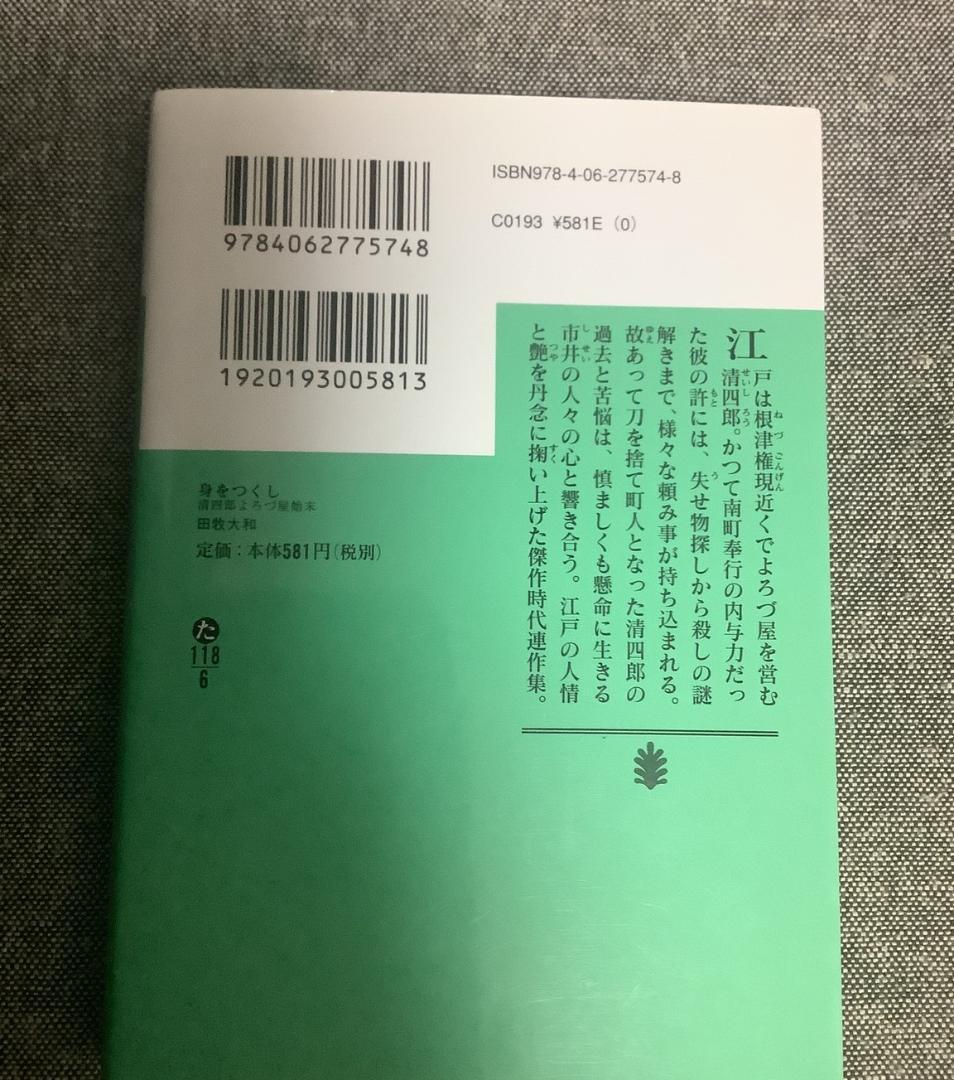 9784062775748
ISBN978-4-06-277574-8
C0193 ¥581E (0)
1920193005813
江戸は根津権現近くでよろづ屋を営む
清四郎。かつて南町奉行の内与力だっ
た彼の許には、失せ物探しから殺しの謎
解きまで、様々な頼み事が持ち込まれる。
故あって刀を捨て町人となった清四郎の
過去と苦悩は、慎ましくも懸命に生きる
市井の人々の心と響き合う。江戸の人情
と艶を丹念に掬い上げた傑作時代連作集。
身をつくし
清四郎よろづ屋始末
田牧大和
定価:本体581円(税別)
た
118
6